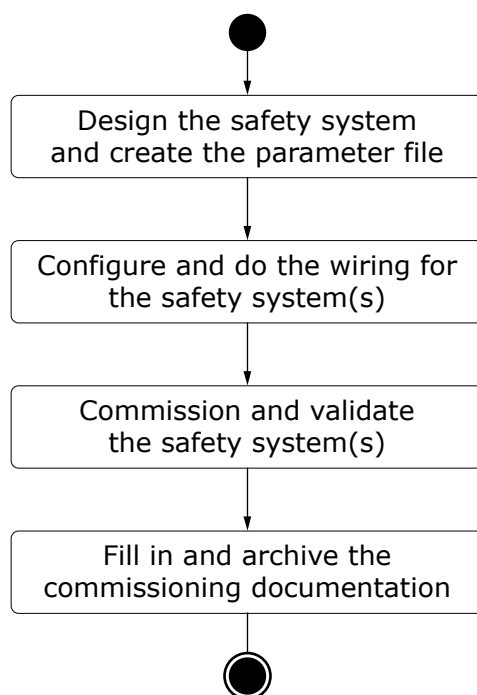 Design the safety system
and create the parameter file
Configure and do the wiring for
the safety system(s)
Commission and validate
the safety system(s)
Fill in and archive the
commissioning documentation